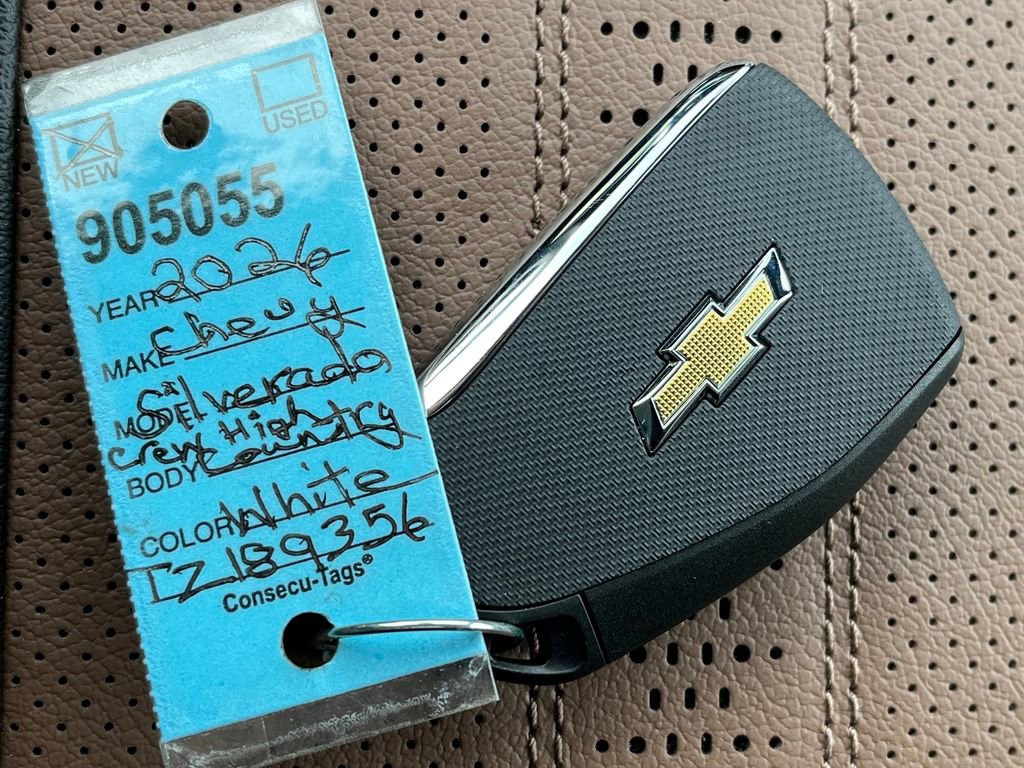 NEW USED
905055
YEAR 2026
MAKE Chevy
MODEL Silverado
Crew High
BODY Country
COLOR White
TZ189356
Consecu-Tags®